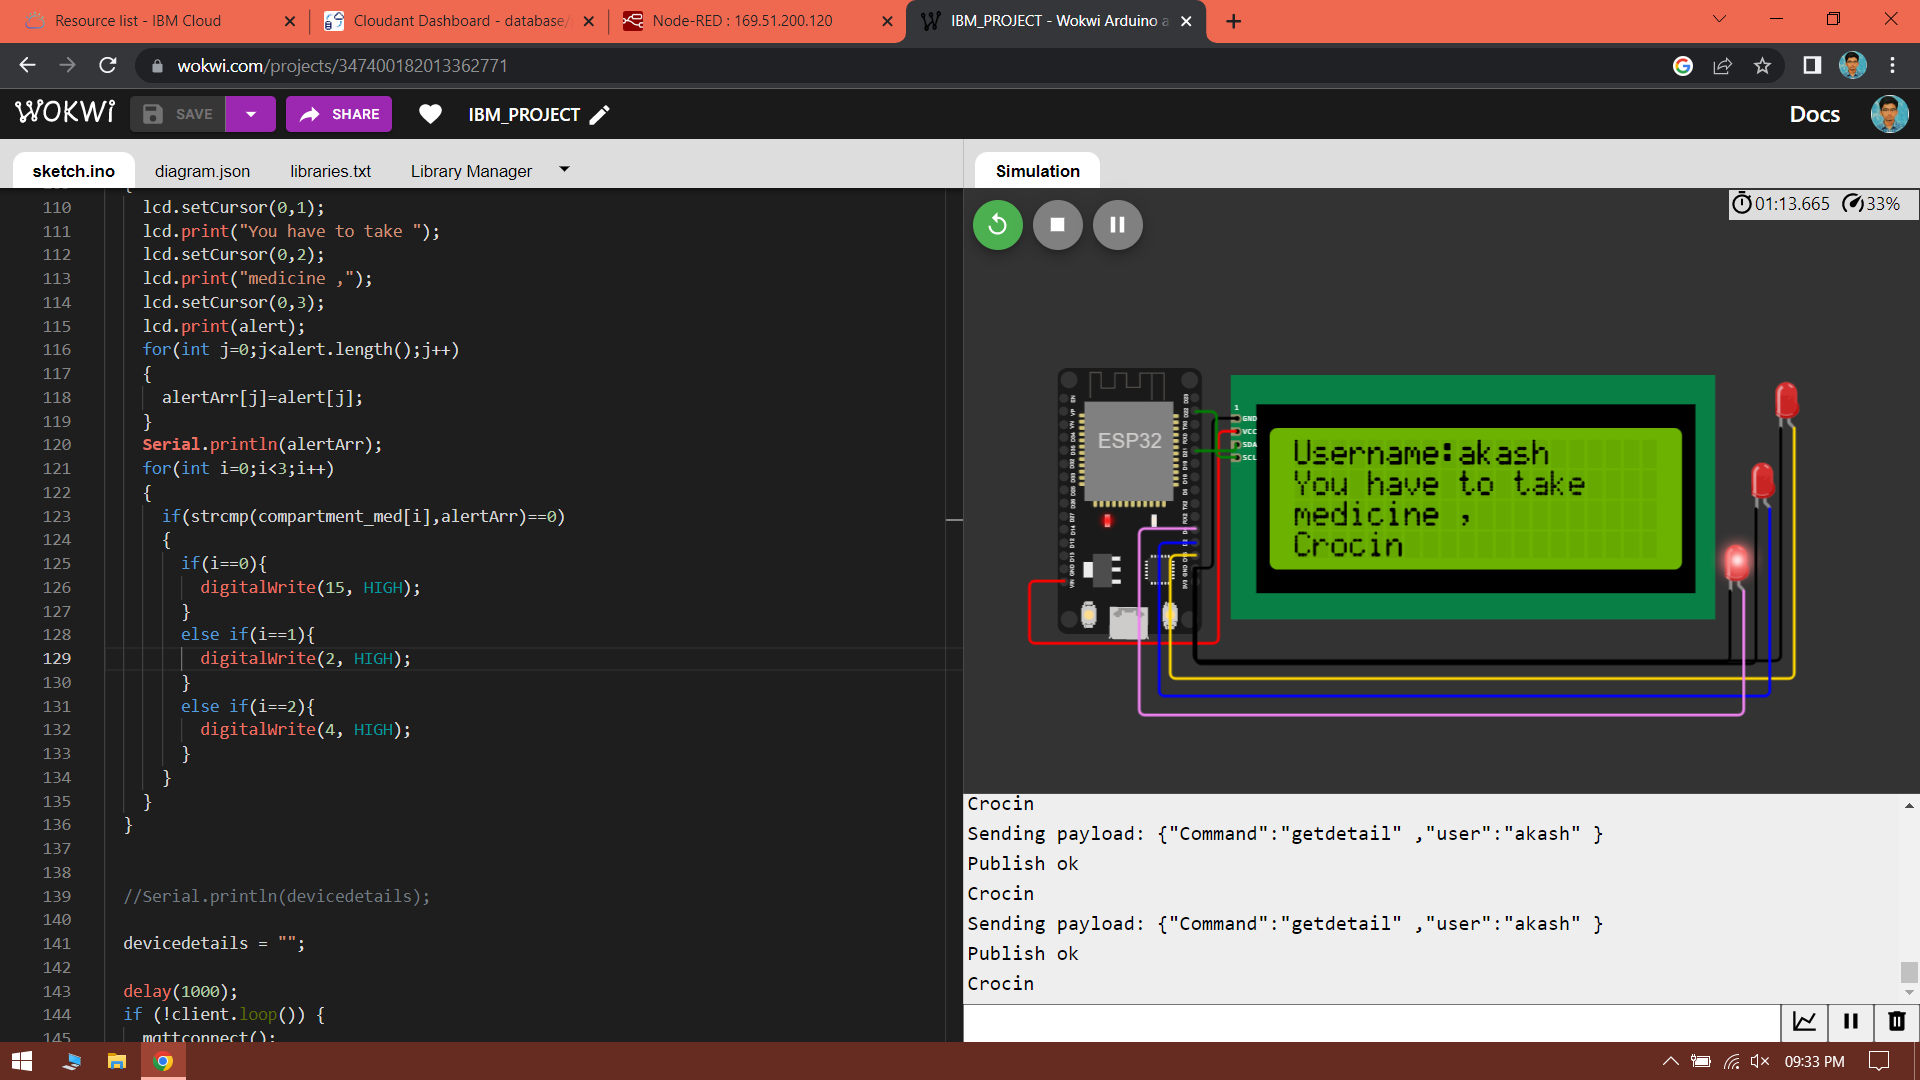 Resource list - IBM Cloud
Cloudant Dashboard - database/
Node-RED : 169.51.200.120
IBM_PROJECT - Wokwi Arduino a
wokwi.com/projects/347400182013362771
WOKWI
SAVE
SHARE
IBM_PROJECT
Docs
sketch.ino
diagram.json
libraries.txt
Library Manager
Simulation
110 lcd.setCursor(0,1);
111 lcd.print("You have to take ");
112 lcd.setCursor(0,2);
113 lcd.print("medicine ,");
114 lcd.setCursor(0,3);
115 lcd.print(alert);
116 for(int j=0;j<alert.length();j++)
117 {
118 alertArr[j]=alert[j];
119 }
120 Serial.println(alertArr);
121 for(int i=0;i<3;i++)
122 {
123 if(strcmp(compartment_med[i],alertArr)==0)
124 {
125 if(i==0){
126 digitalWrite(15, HIGH);
127 }
128 else if(i==1){
129 digitalWrite(2, HIGH);
130 }
131 else if(i==2){
132 digitalWrite(4, HIGH);
133 }
134 }
135 }
136 }
137
138
139 //Serial.println(devicedetails);
140
141 devicedetails = "";
142
143 delay(1000);
144 if (!client.loop()) {
145 mqttconnect();
01:13.665
33%
ESP32
1
GND
VCC
SDA
SCL
Username:akash
You have to take
medicine ,
Crocin
Crocin
Sending payload: {"Command":"getdetail" ,"user":"akash" }
Publish ok
Crocin
Sending payload: {"Command":"getdetail" ,"user":"akash" }
Publish ok
Crocin
09:33 PM